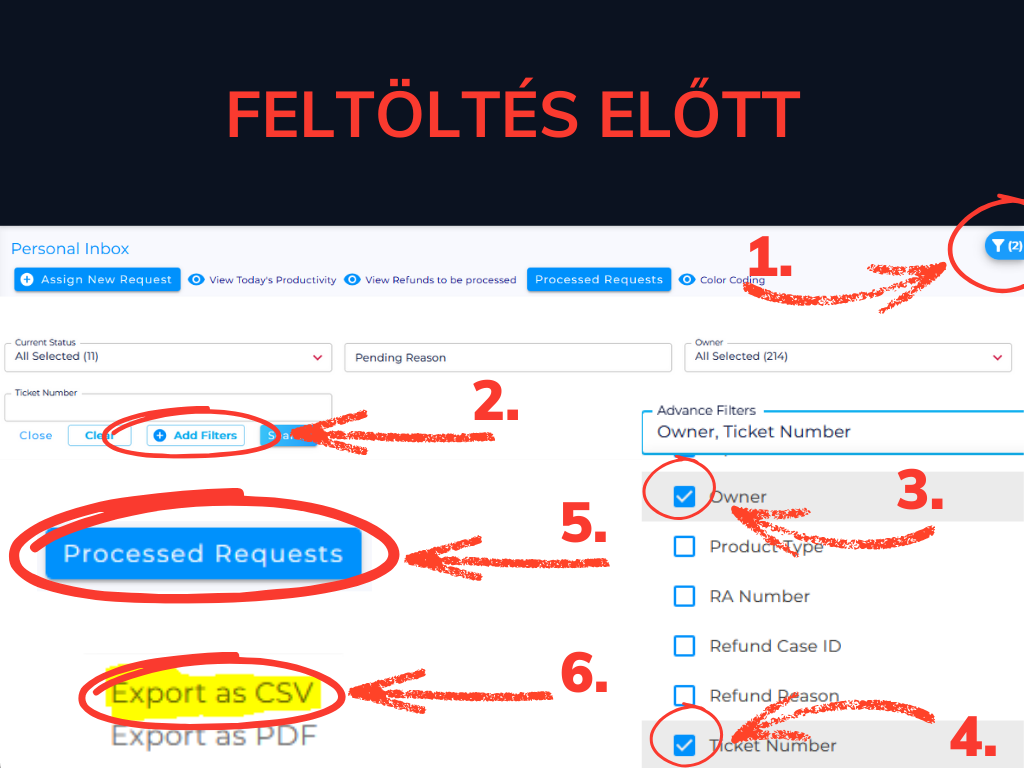 FELTÖLTÉS ELŐTT
Personal Inbox
(2)
1.
Assign New Request View Today's Productivity View Refunds to be processed Processed Requests Color Coding
Current Status
All Selected (11)
Pending Reason
Owner
All Selected (214)
Ticket Number
2.
Close Clear Add Filters
Advance Filters
Owner, Ticket Number
Owner
3.
Product Type
RA Number
Refund Case ID
Refund Reason
Ticket Number
4.
5.
Processed Requests
6.
Export as CSV
Export as PDF